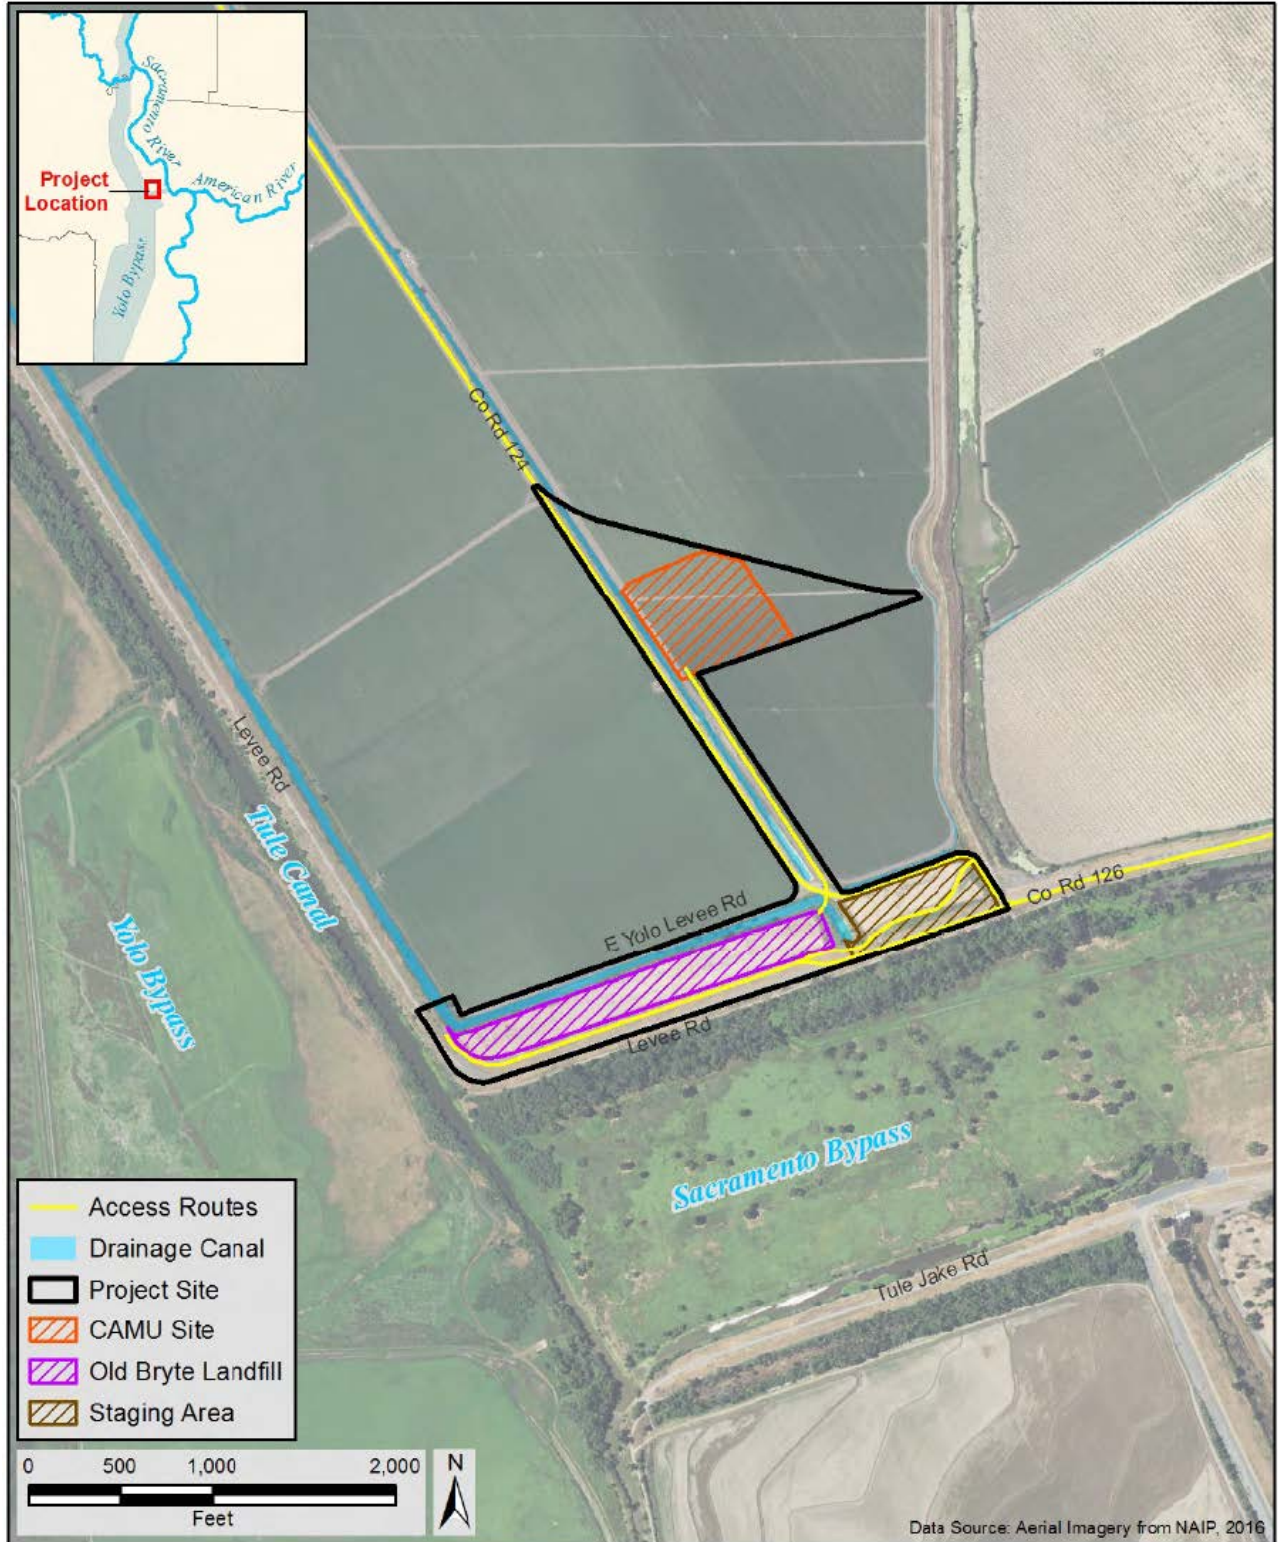 Sacramento
River
American River
Project
Location
Yolo Bypass
Co Rd 124
Levee Rd
Tule Canal
Yolo Bypass
E Yolo Levee Rd
Co Rd 126
Levee Rd
Sacramento Bypass
Tule Jake Rd
Access Routes
Drainage Canal
Project Site
CAMU Site
Old Bryte Landfill
Staging Area
0 500 1,000 2,000
Feet
N
Data Source: Aerial Imagery from NAIP, 2016